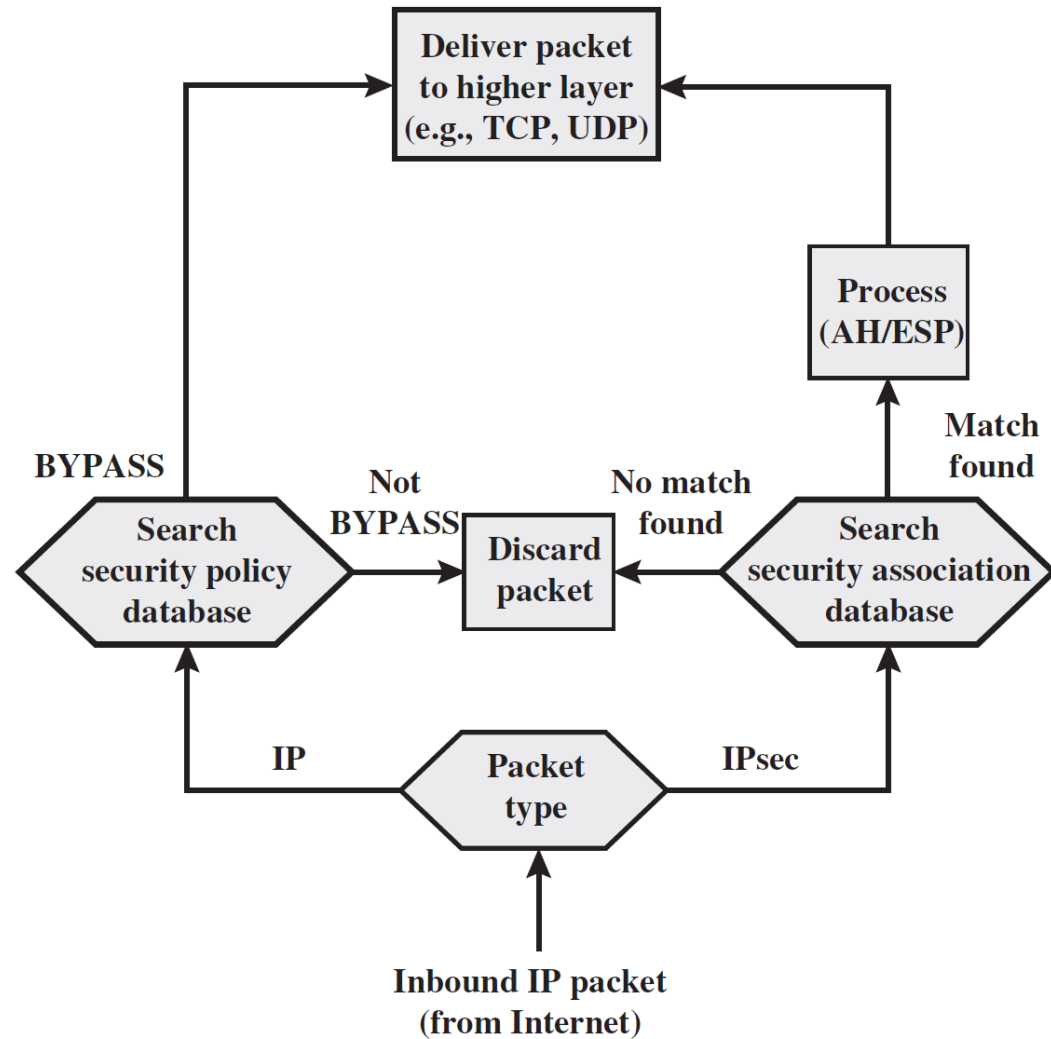 Deliver packet
to higher layer
(e.g., TCP, UDP)
Process
(AH/ESP)
BYPASS
Not
BYPASS
No match
found
Match
found
Search
security policy
database
Discard
packet
Search
security association
database
IP
Packet
type
IPsec
Inbound IP packet
(from Internet)